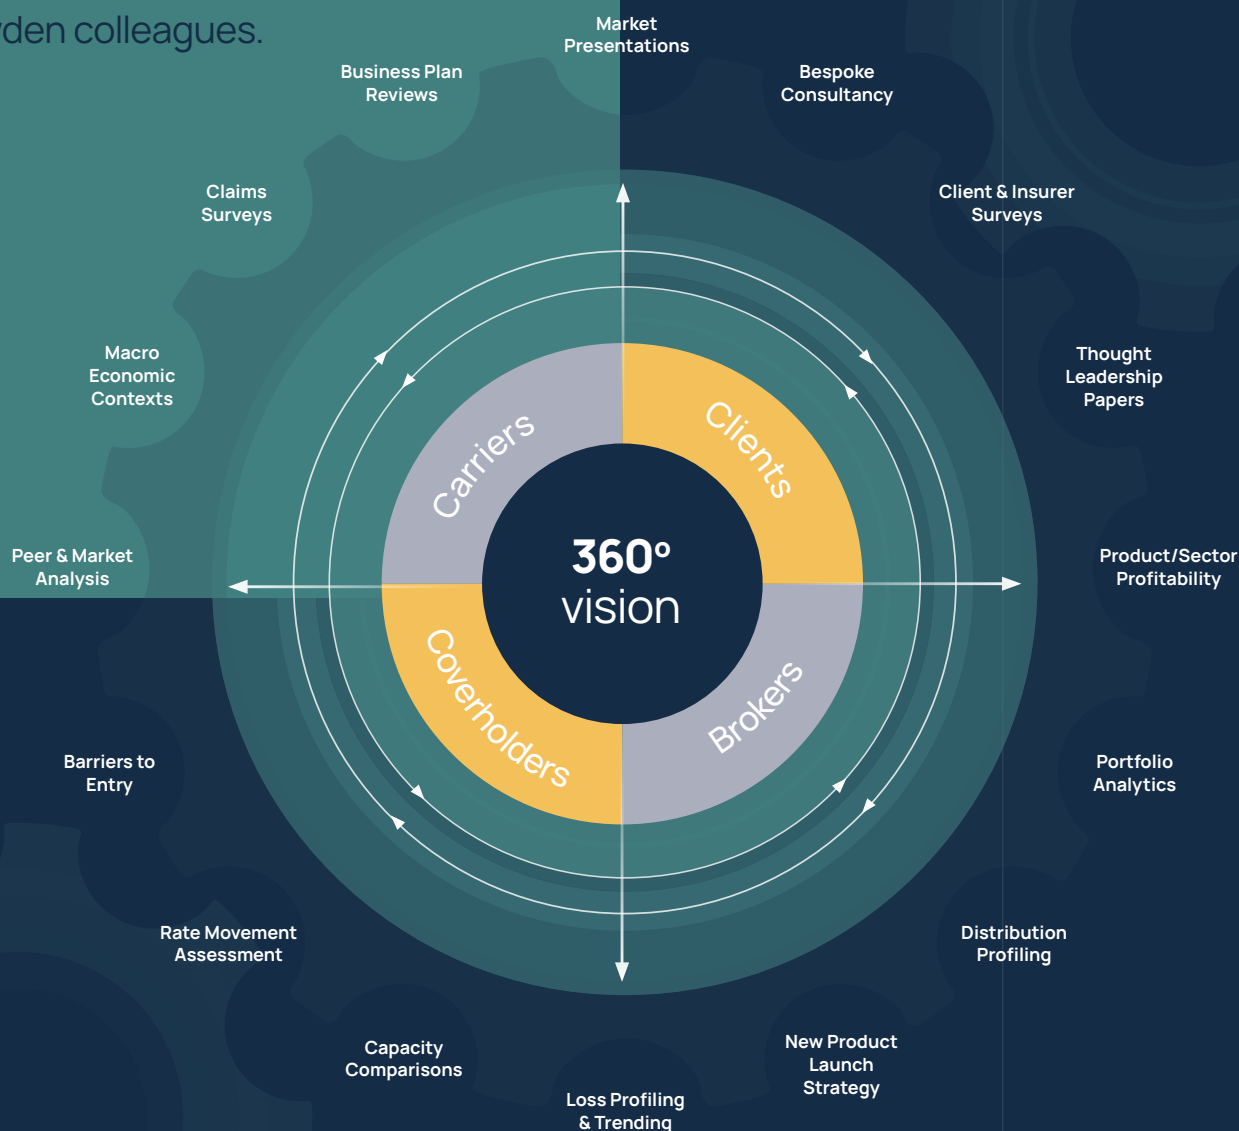 colleagues.
Market
Presentations
Business Plan
Reviews
Bespoke
Consultancy
Claims
Surveys
Client & Insurer
Surveys
Macro
Economic
Contexts
Thought
Leadership
Papers
Carriers
Clients
360º
vision
Peer & Market
Analysis
Product/Sector
Profitability
Coverholders
Brokers
Barriers to
Entry
Portfolio
Analytics
Rate Movement
Assessment
Distribution
Profiling
Capacity
Comparisons
New Product
Launch
Strategy
Loss Profiling
& Trending